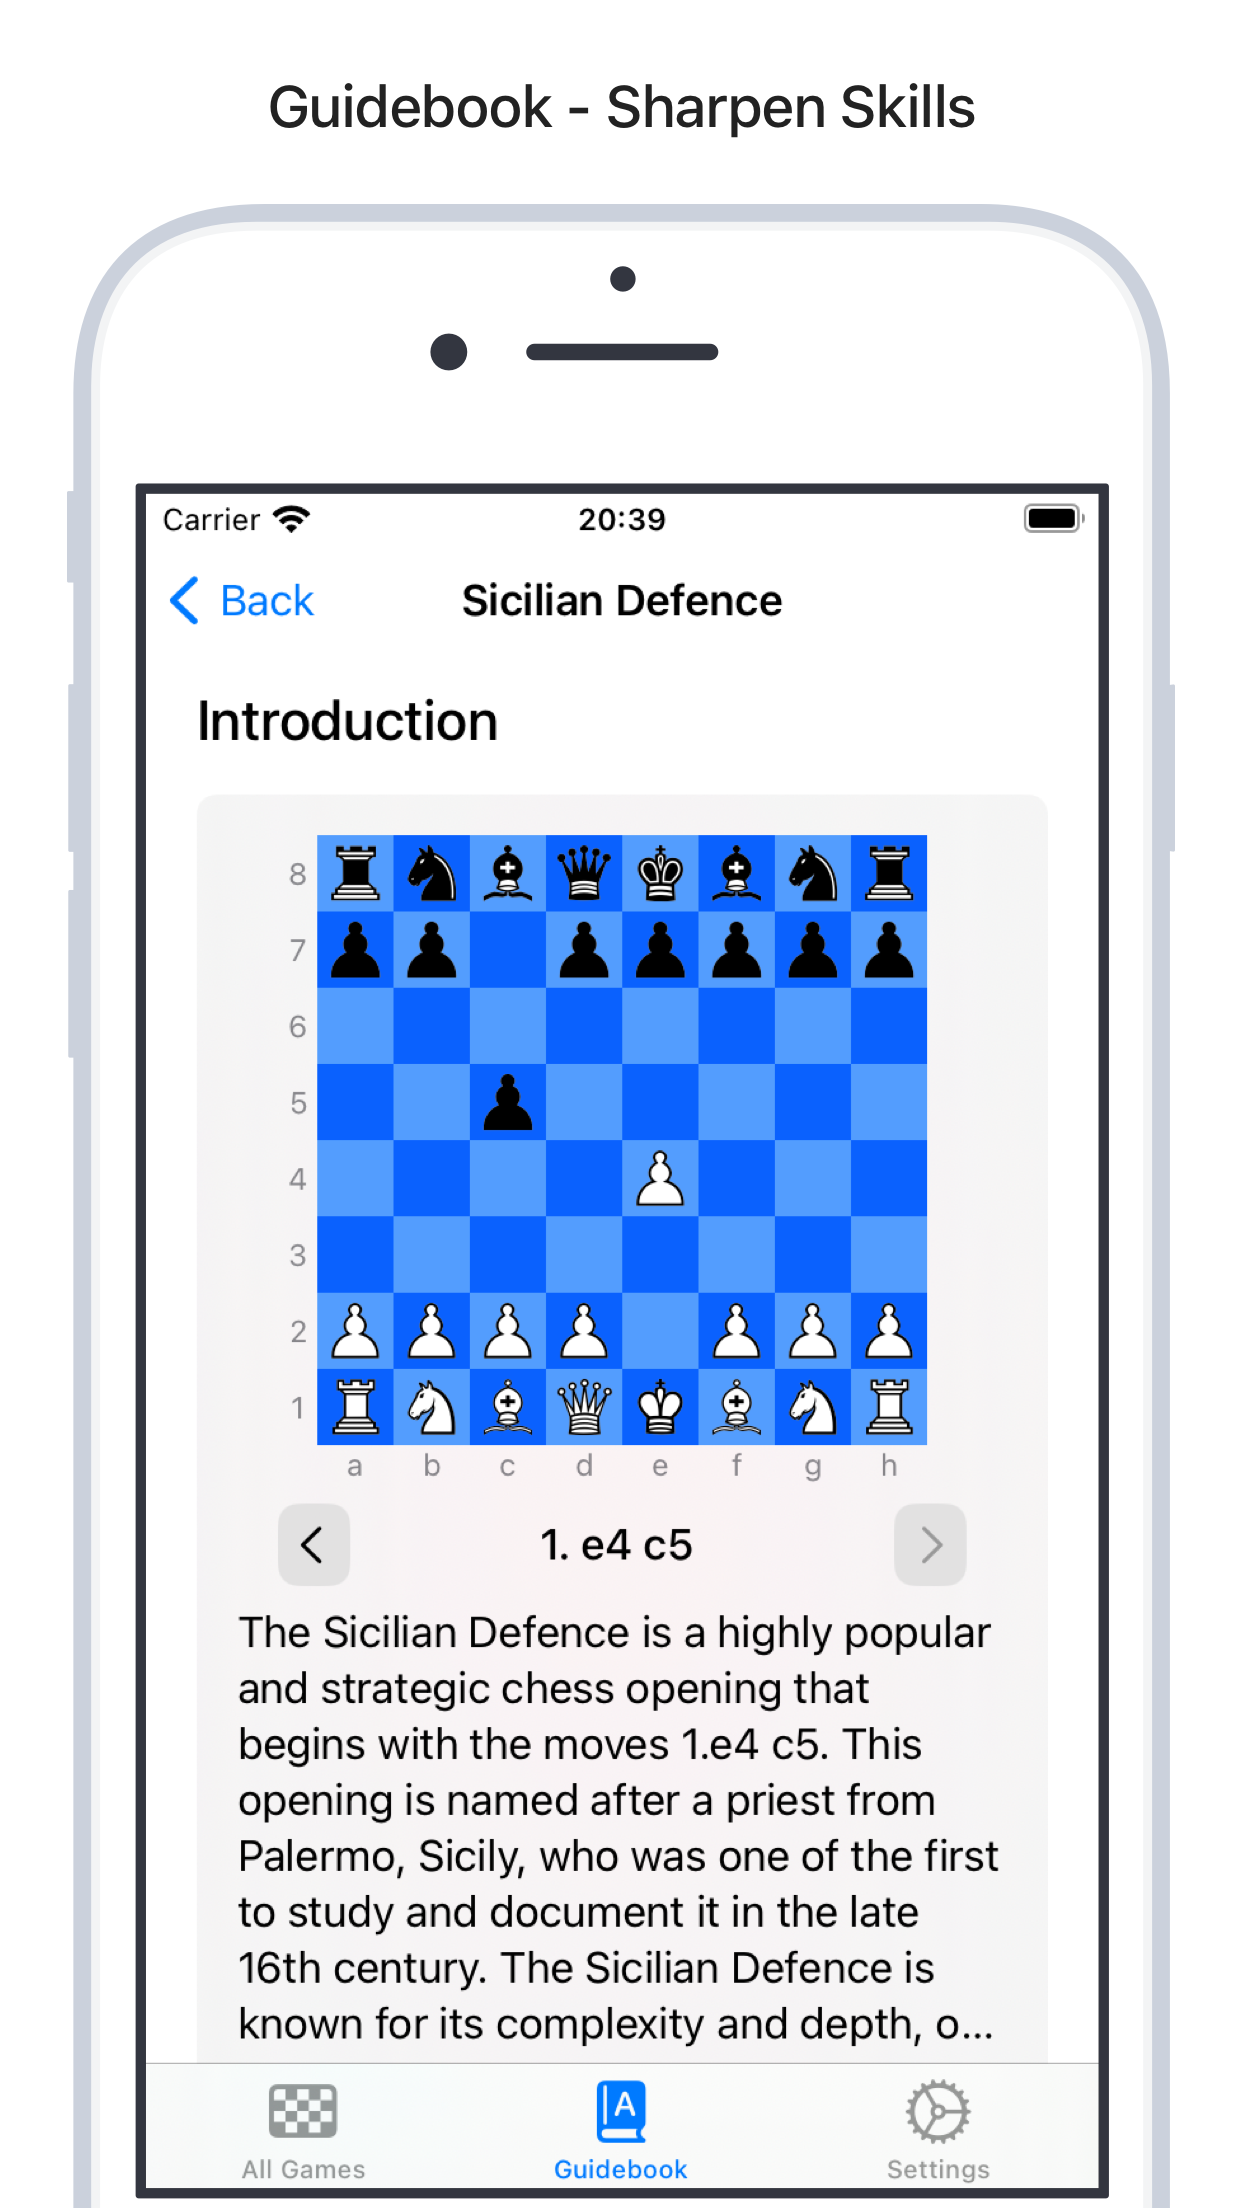 Guidebook - Sharpen Skills
Carrier 20:39
Back Sicilian Defence
Introduction
8
7
6
5
4
3
2
1
a b c d e f g h
1. e4 c5
The Sicilian Defence is a highly popular
and strategic chess opening that
begins with the moves 1.e4 c5. This
opening is named after a priest from
Palermo, Sicily, who was one of the first
to study and document it in the late
16th century. The Sicilian Defence is
known for its complexity and depth, o...
A
All Games Guidebook Settings